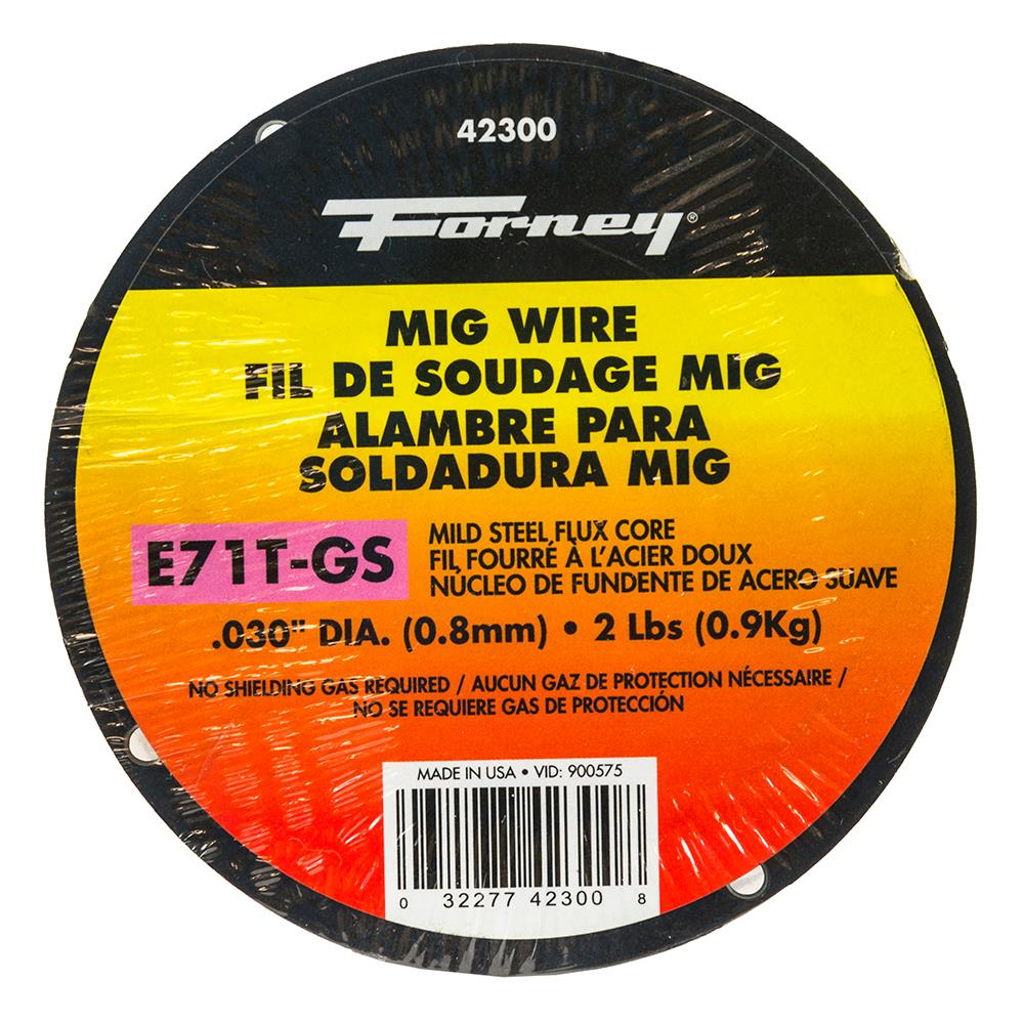 42300
Forney®
MIG WIRE
FIL DE SOUDAGE MIG
ALAMBRE PARA
SOLDADURA MIG
E71T-GS
MILD STEEL FLUX CORE
FIL FOURRÉ À L'ACIER DOUX
NÚCLEO DE FUNDENTE DE ACERO SUAVE
.030" DIA. (0.8mm) • 2 Lbs (0.9Kg)
NO SHIELDING GAS REQUIRED / AUCUN GAZ DE PROTECTION NÉCESSAIRE /
NO SE REQUIERE GAS DE PROTECCIÓN
MADE IN USA • VID: 900575
0 32277 42300 8